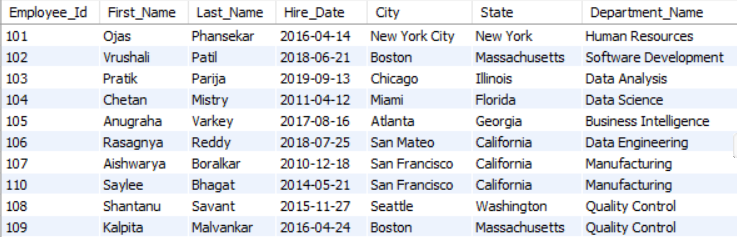 Employee_Id First_Name Last_Name Hire_Date City State Department_Name
101 Ojas Phansekar 2016-04-14 New York City New York Human Resources
102 Vrushali Patil 2018-06-21 Boston Massachusetts Software Development
103 Pratik Parija 2019-09-13 Chicago Illinois Data Analysis
104 Chetan Mistry 2011-04-12 Miami Florida Data Science
105 Anugraha Varkey 2017-08-16 Atlanta Georgia Business Intelligence
106 Rasagnya Reddy 2018-07-25 San Mateo California Data Engineering
107 Aishwarya Boralkar 2010-12-18 San Francisco California Manufacturing
110 Saylee Bhagat 2014-05-21 San Francisco California Manufacturing
108 Shantanu Savant 2015-11-27 Seattle Washington Quality Control
109 Kalpita Malvankar 2016-04-24 Boston Massachusetts Quality Control